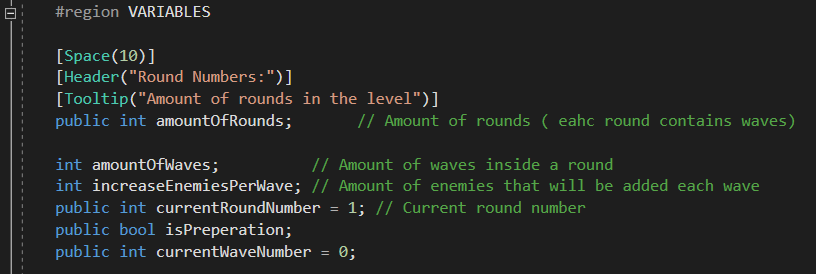 #region VARIABLES
[Space(10)]
[Header("Round Numbers:")]
[Tooltip("Amount of rounds in the level")]
public int amountOfRounds; // Amount of rounds ( eahc round contains waves)
int amountOfWaves; // Amount of waves inside a round
int increaseEnemiesPerWave; // Amount of enemies that will be added each wave
public int currentRoundNumber = 1; // Current round number
public bool isPreperation;
public int currentWaveNumber = 0;